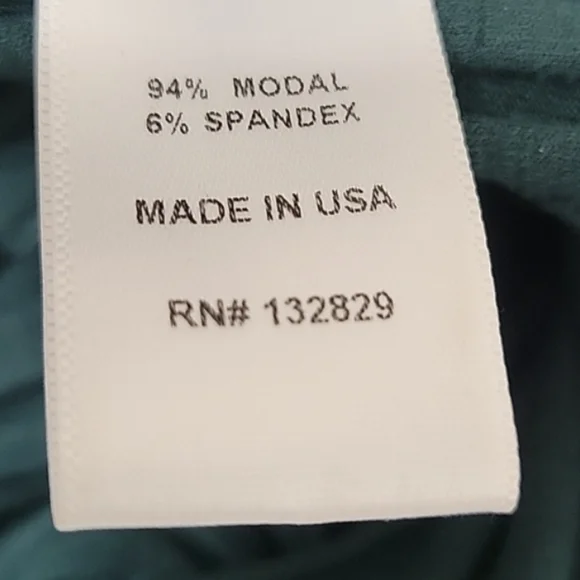 94% MODAL
6% SPANDEX
MADE IN USA
RN# 132829